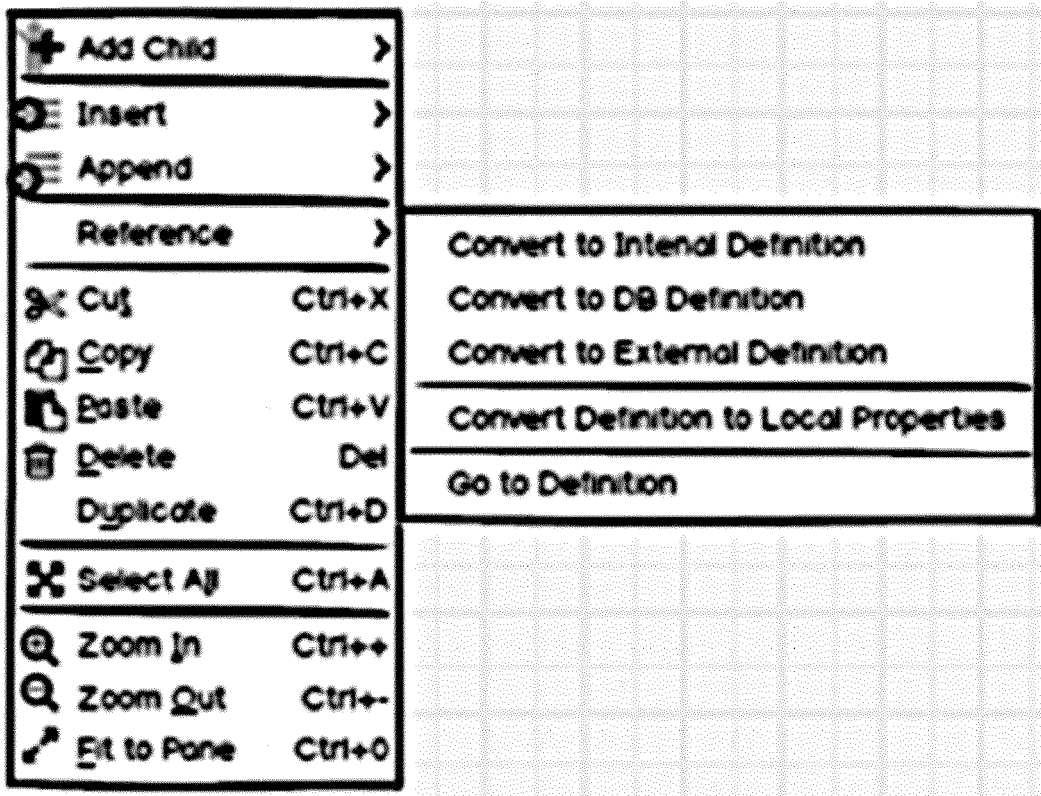 Add Child
Insert
Append
Reference
Cut Ctrl+X
Copy Ctrl+C
Paste Ctrl+V
Delete Del
Duplicate Ctrl+D
Select All Ctrl+A
Zoom In Ctrl++
Zoom Out Ctrl+-
Fit to Pane Ctrl+0
Convert to Intenal Definition
Convert to DB Definition
Convert to External Definition
Convert Definition to Local Properties
Go to Definition